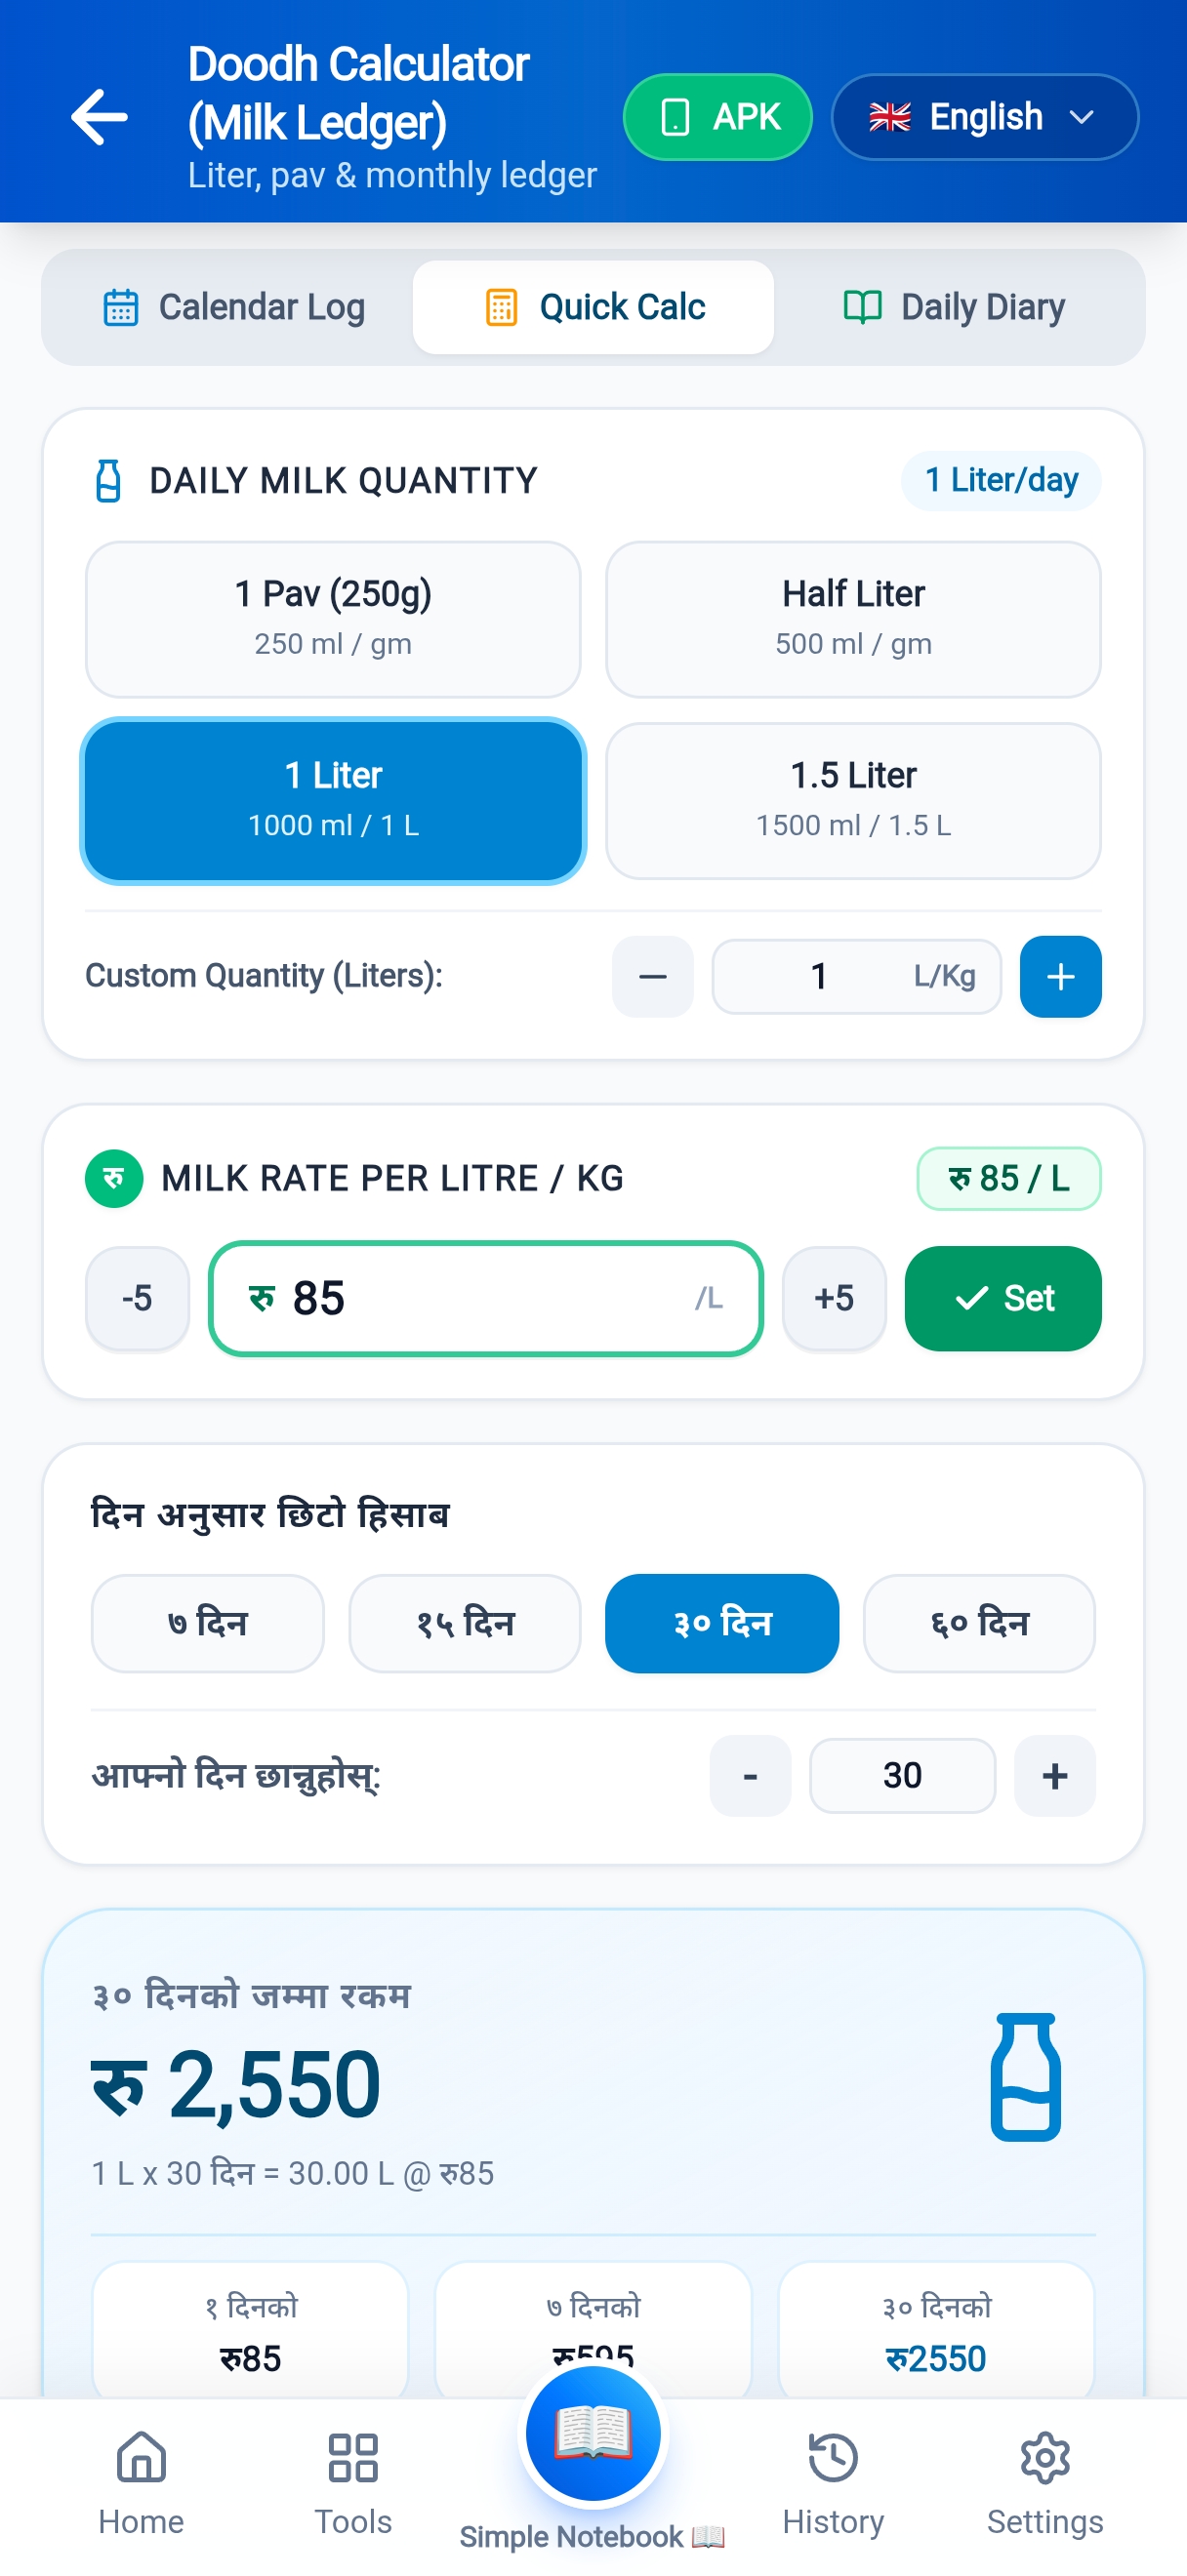 Doodh Calculator
(Milk Ledger)
Liter, pav & monthly ledger
APK
English
Calendar Log
Quick Calc
Daily Diary
DAILY MILK QUANTITY
1 Liter/day
1 Pav (250g)
250 ml / gm
Half Liter
500 ml / gm
1 Liter
1000 ml / 1 L
1.5 Liter
1500 ml / 1.5 L
Custom Quantity (Liters):
−
1
L/Kg
+
रु
MILK RATE PER LITRE / KG
रु 85 / L
-5
रु 85
/L
+5
Set
दिन अनुसार छिटो हिसाब
७ दिन
१५ दिन
३० दिन
६० दिन
आफ्नो दिन छान्नुहोस्:
-
30
+
३० दिनको जम्मा रकम
रु 2,550
1 L x 30 दिन = 30.00 L @ रु85
१ दिनको
रु85
७ दिनको
रु595
३० दिनको
रु2550
Home
Tools
Simple Notebook 📖
History
Settings